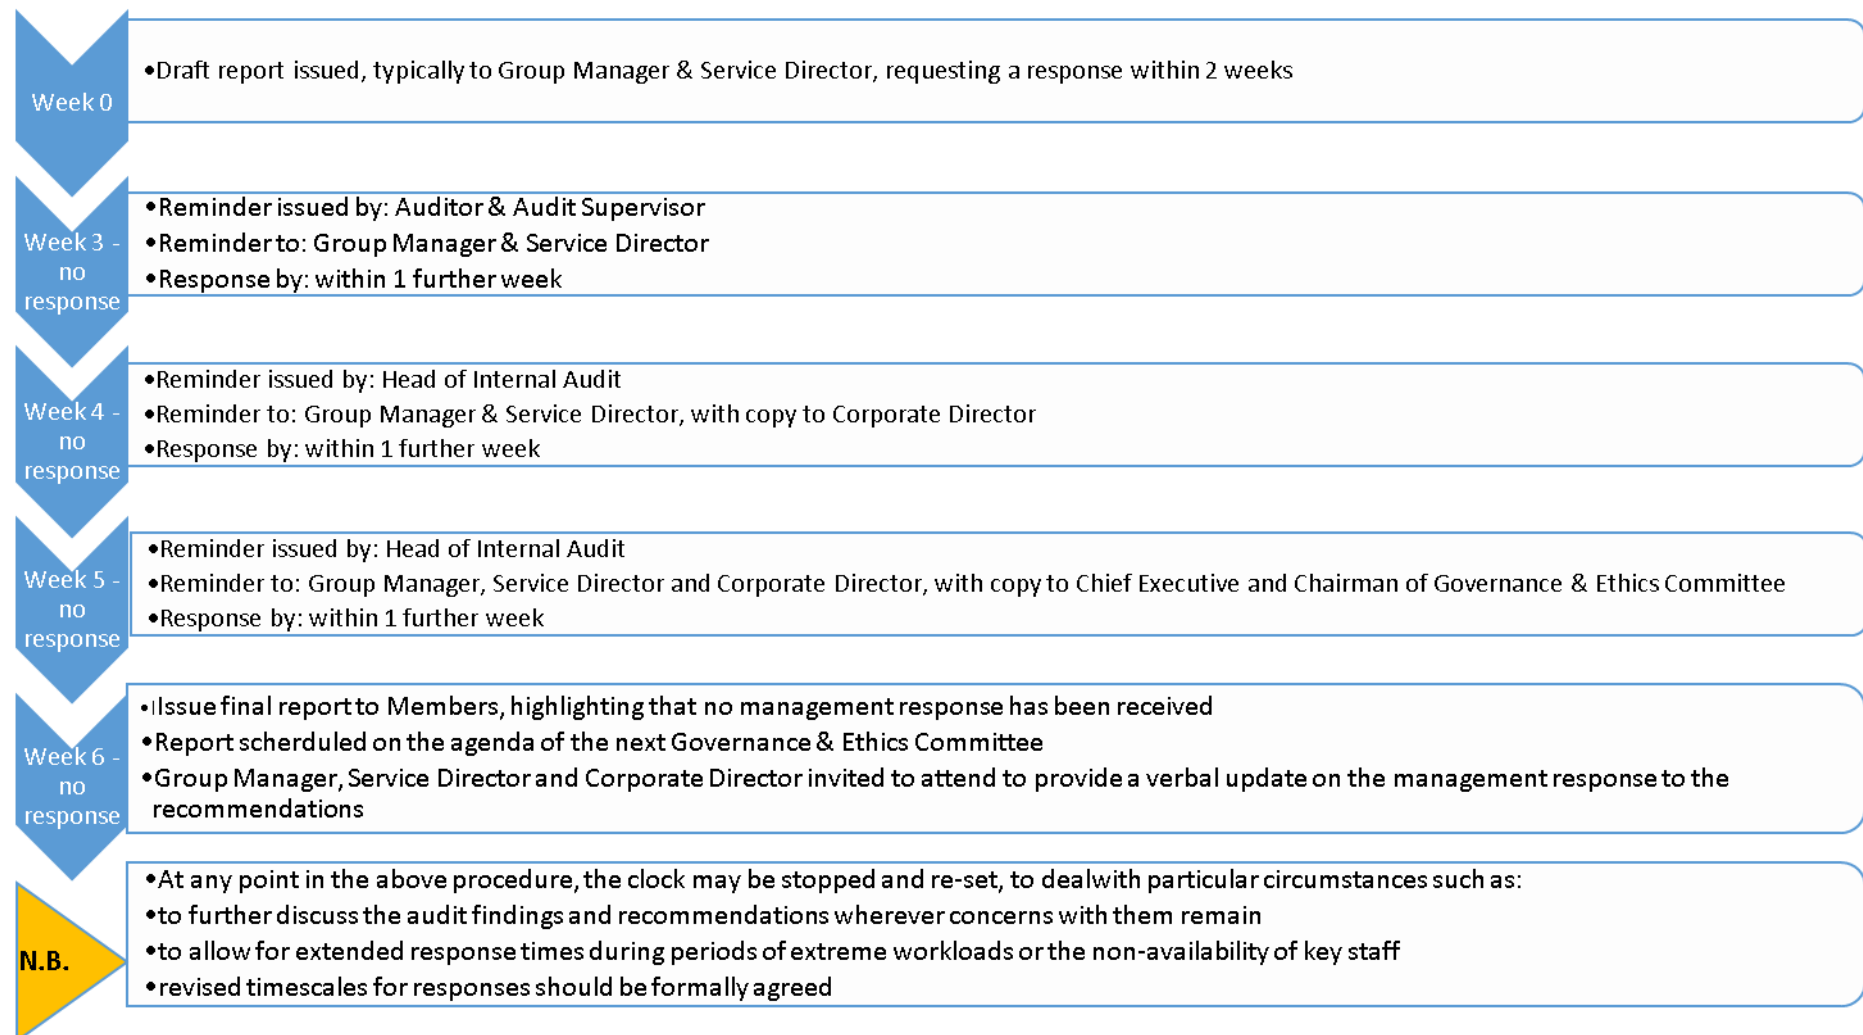 Week 0
•Draft report issued, typically to Group Manager & Service Director, requesting a response within 2 weeks
Week 3 -
no
response
•Reminder issued by: Auditor & Audit Supervisor
•Reminder to: Group Manager & Service Director
•Response by: within 1 further week
Week 4 -
no
response
•Reminder issued by: Head of Internal Audit
•Reminder to: Group Manager & Service Director, with copy to Corporate Director
•Response by: within 1 further week
Week 5 -
no
response
•Reminder issued by: Head of Internal Audit
•Reminder to: Group Manager, Service Director and Corporate Director, with copy to Chief Executive and Chairman of Governance & Ethics Committee
•Response by: within 1 further week
Week 6 -
no
response
•IIssue final report to Members, highlighting that no management response has been received
•Report scherduled on the agenda of the next Governance & Ethics Committee
•Group Manager, Service Director and Corporate Director invited to attend to provide a verbal update on the management response to the
recommendations
N.B.
•At any point in the above procedure, the clock may be stopped and re-set, to dealwith particular circumstances such as:
•to further discuss the audit findings and recommendations wherever concerns with them remain
•to allow for extended response times during periods of extreme workloads or the non-availability of key staff
•revised timescales for responses should be formally agreed